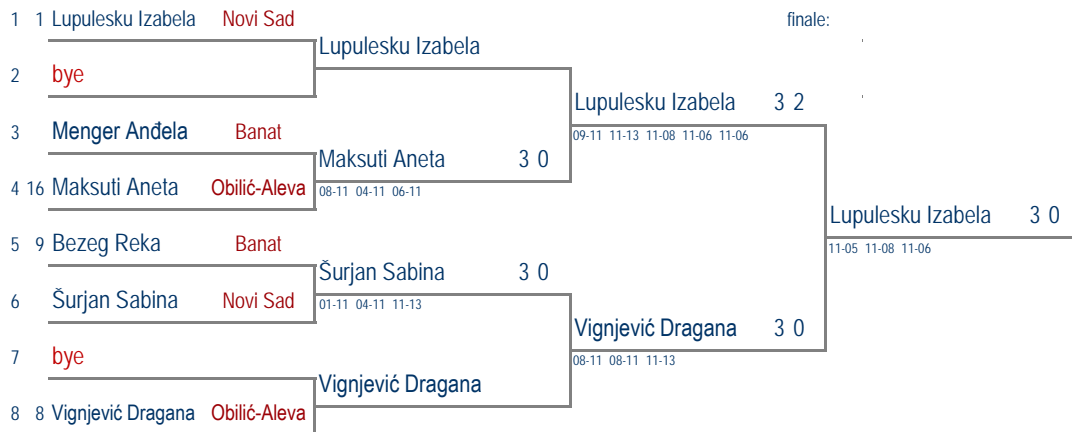 1 1 Lupulesku Izabela Novi Sad finale:
Lupulesku Izabela
2 bye
Lupulesku Izabela 3 2
3 Menger Anđela Banat
09-11 11-13 11-08 11-06 11-06
Maksuti Aneta 3 0
4 16 Maksuti Aneta Obilić-Aleva
08-11 04-11 06-11
Lupulesku Izabela 3 0
5 9 Bezeg Reka Banat
11-05 11-08 11-06
Šurjan Sabina 3 0
6 Šurjan Sabina Novi Sad
01-11 04-11 11-13
Vignjević Dragana 3 0
7 bye
08-11 08-11 11-13
Vignjević Dragana
8 8 Vignjević Dragana Obilić-Aleva